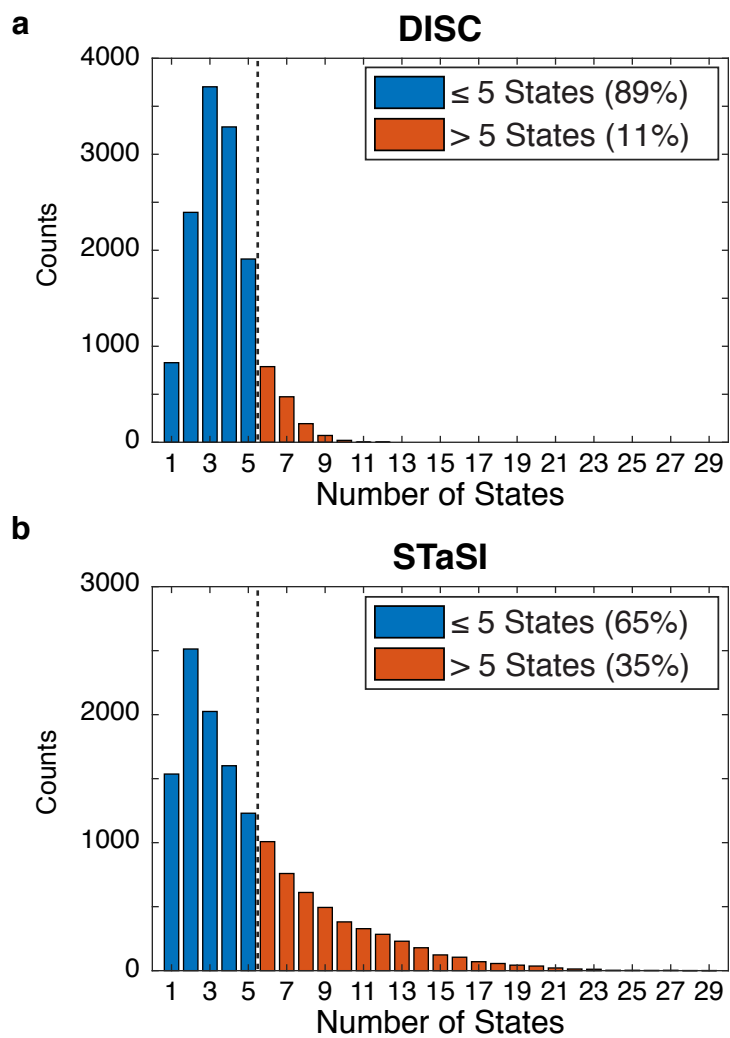 a
DISC
4000
3000
2000
1000
0
Counts
≤ 5 States (89%)
> 5 States (11%)
1 3 5 7 9 11 13 15 17 19 21 23 25 27 29
Number of States
b
STaSI
3000
2000
1000
0
Counts
≤ 5 States (65%)
> 5 States (35%)
1 3 5 7 9 11 13 15 17 19 21 23 25 27 29
Number of States